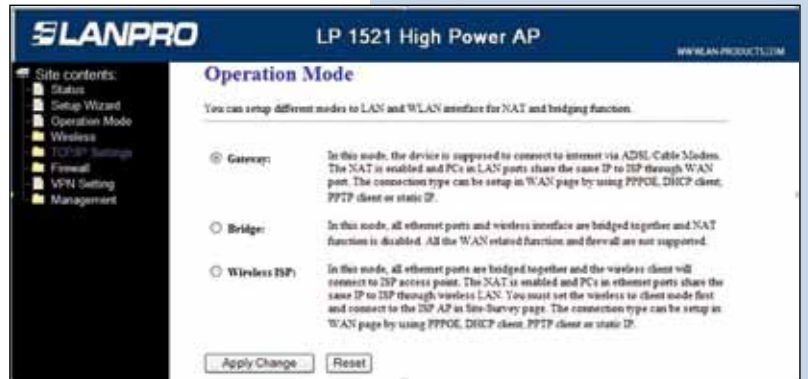 LANPRO
LP 1521 High Power AP
WWW.LAN-PRODUCTS.COM
Site contents:
Status
Setup Wizard
Operation Mode
Wireless
TCP/IP Settings
Firewall
VPN Setting
Management
Operation Mode
You can setup different modes to LAN and WLAN interface for NAT and bridging function.
Gateway:
In this mode, the device is supposed to connect to internet via ADSL/Cable Modem.
The NAT is enabled and PCs in LAN ports share the same IP to ISP through WAN
port. The connection type can be setup in WAN page by using PPPOE, DHCP client,
PPTP client or static IP.
Bridge:
In this mode, all ethernet ports and wireless interface are bridged together and NAT
function is disabled. All the WAN related function and firewall are not supported.
Wireless ISP:
In this mode, all ethernet ports are bridged together and the wireless client will
connect to ISP access point. The NAT is enabled and PCs in ethernet ports share the
same IP to ISP through wireless LAN. You must set the wireless to client mode first
and connect to the ISP AP in Site-Survey page. The connection type can be setup in
WAN page by using PPPOE, DHCP client, PPTP client or static IP.
Apply Change
Reset